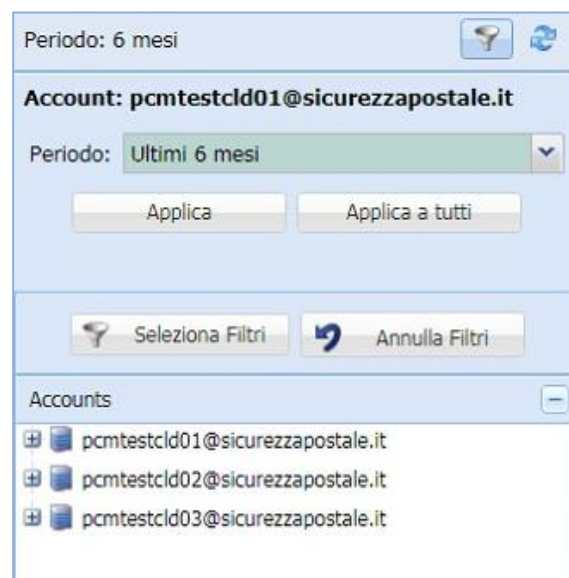 Periodo: 6 mesi
Account: pcmtestcld01@sicurezzapostale.it
Periodo: Ultimi 6 mesi
Applica Applica a tutti
Seleziona Filtri Annulla Filtri
Accounts
pcmtestcld01@sicurezzapostale.it
pcmtestcld02@sicurezzapostale.it
pcmtestcld03@sicurezzapostale.it